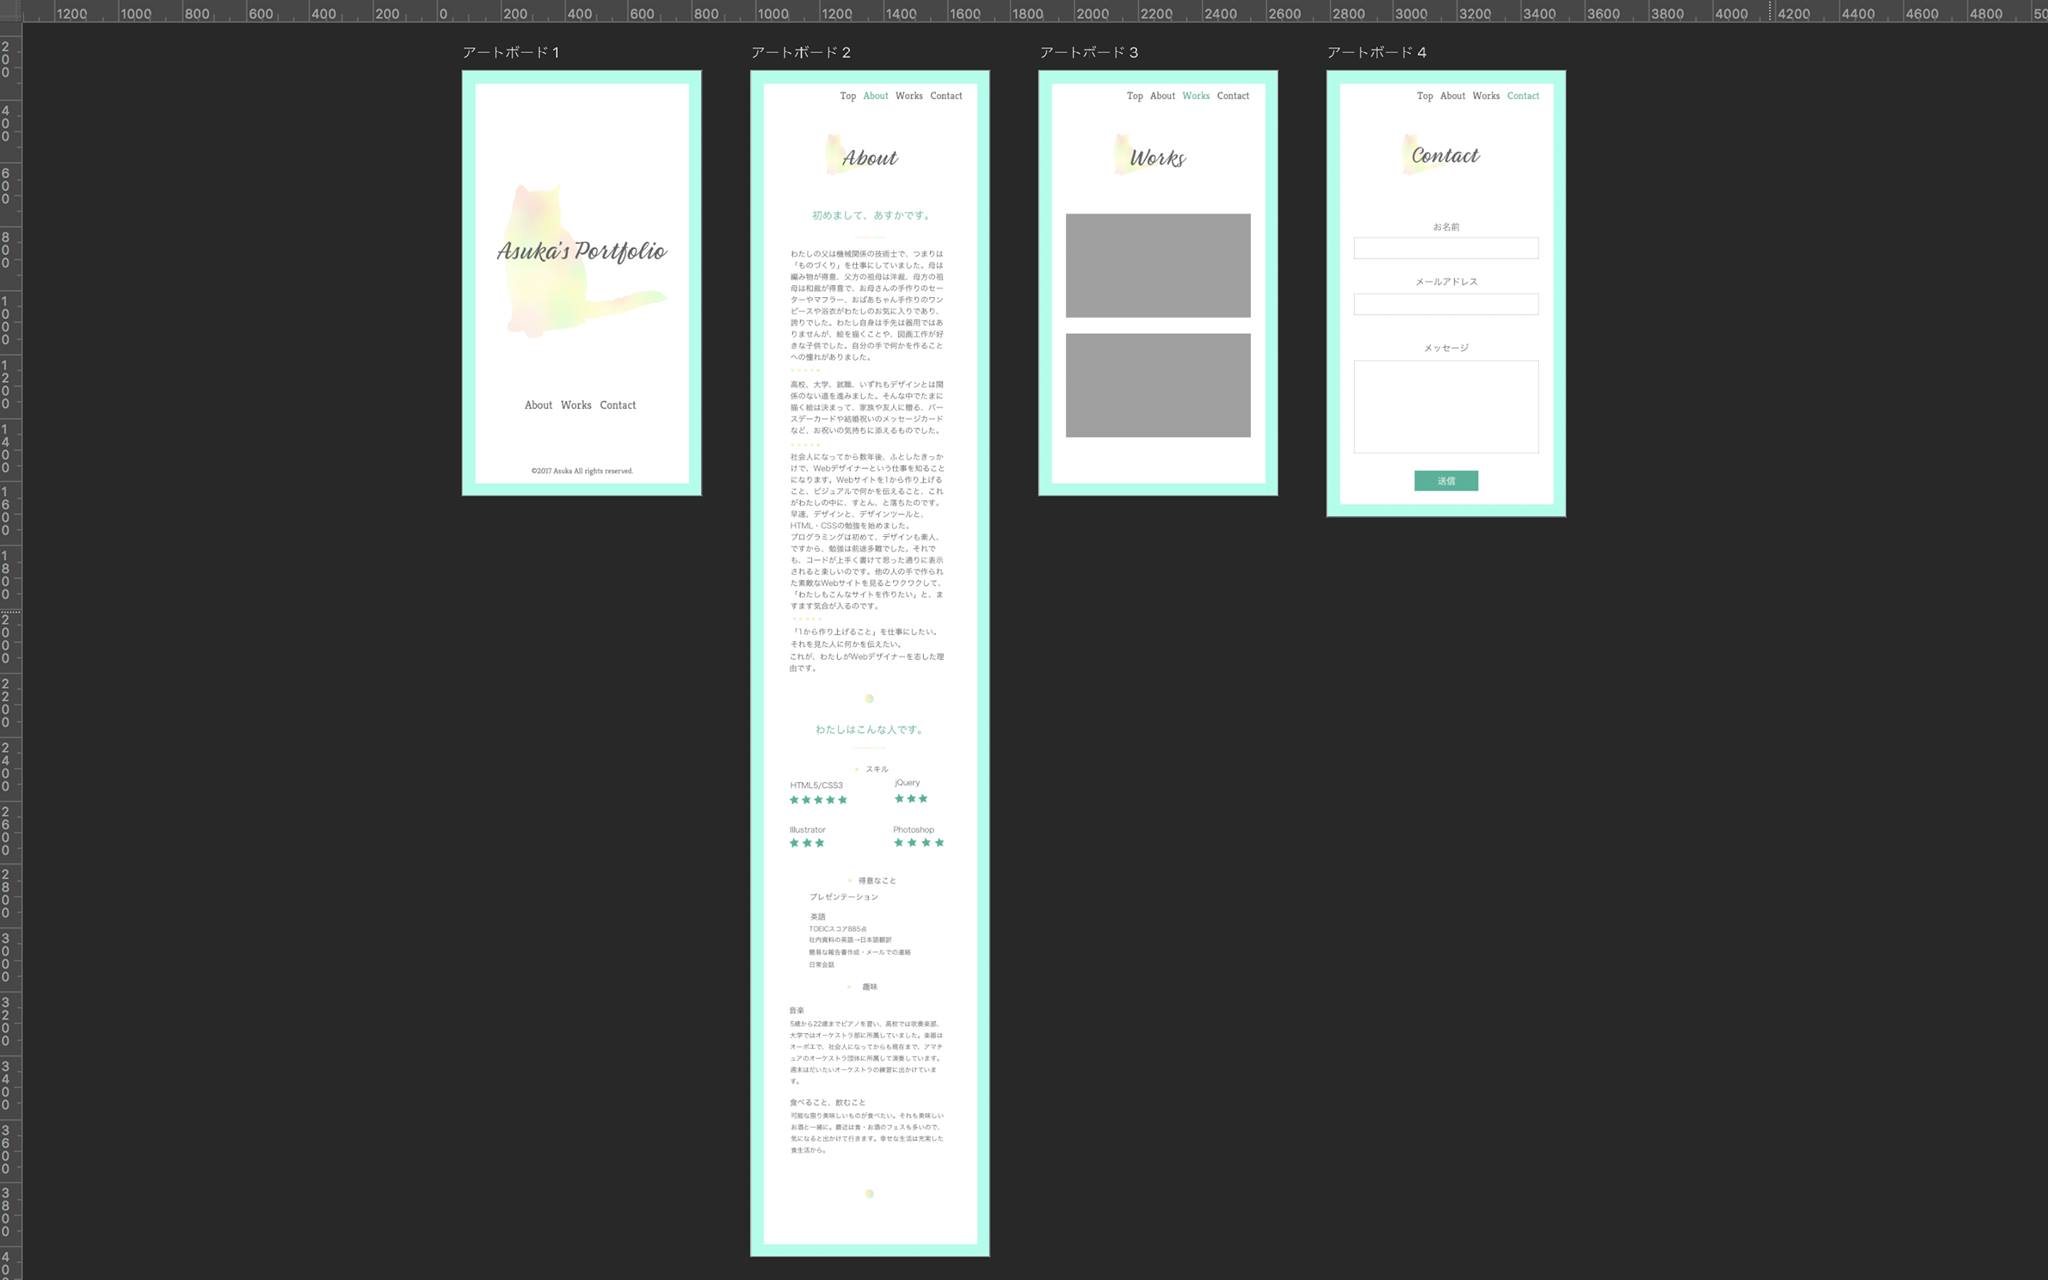 1200 1000 800 600 400 200 0 200 400 600 800 1000 1200 1400 1600 1800 2000 2200 2400 2600 2800 3000 3200 3400 3600 3800 4000 4200 4400 4600 4800 50
200
400
600
800
1000
1200
1400
1600
1800
2000
2200
2400
2600
2800
3000
3200
3400
3600
3800
40
アートボード 1
Asuka's Portfolio
About Works Contact
©2017 Asuka All rights reserved.
アートボード 2
Top About Works Contact
About
初めまして、あすかです。
わたしの父は機械関係の技術士で、つまりは
「ものづくり」を仕事にしていました。母は
編み物が得意、父方の祖母は洋裁、母方の祖
母は和裁が得意で、お母さんの手作りのセー
ターやマフラー、おばあちゃん手作りのワン
ピースや浴衣がわたしのお気に入りであり、
誇りでした。わたし自身は手先は器用ではあ
りませんが、絵を描くことや、図画工作が好
きな子供でした。自分の手で何かを作ること
への憧れがありました。
高校、大学、就職、いずれもデザインとは関
係のない道を進みました。そんな中でたまに
描く絵は決まって、家族や友人に贈る、バー
スデーカードや結婚祝いのメッセージカード
など、お祝いの気持ちに添えるものでした。
社会人になってから数年後、ふとしたきっか
けで、Webデザイナーという仕事を知ること
になります。Webサイトを1から作り上げる
こと、ビジュアルで何かを伝えること、これ
がわたしの中に、すとん、と落ちたのです。
早速、デザインと、デザインツールと、
HTML・CSSの勉強を始めました。
プログラミングは初めて、デザインも素人、
ですから、勉強は前途多難でした。それで
も、コードが上手く書けて思った通りに表示
されると楽しいのです。他の人の手で作られ
た素敵なWebサイトを見るとワクワクして、
「わたしもこんなサイトを作りたい」と、ま
すます気合が入るのです。
「1から作り上げること」を仕事にしたい。
それを見た人に何かを伝えたい。
これが、わたしがWebデザイナーを志した理
由です。
わたしはこんな人です。
スキル
HTML5/CSS3 jQuery
★★★★★ ★★★
Illustrator Photoshop
★★★ ★★★★
得意なこと
プレゼンテーション
英語
TOEICスコア885点
社内資料の英語→日本語翻訳
簡易な報告書作成・メールでの連絡
日常会話
趣味
音楽
5歳から22歳までピアノを習い、高校では吹奏楽部、
大学ではオーケストラ部に所属していました。楽器は
オーボエで、社会人になってからも現在まで、アマチ
ュアのオーケストラ団体に所属して演奏しています。
週末はだいたいオーケストラの練習に出かけていま
す。
食べること、飲むこと
可能な限り美味しいものが食べたい。それも美味しい
お酒と一緒に。最近は食・お酒のフェスも多いので、
気になると出かけて行きます。幸せな生活は充実した
食生活から。
アートボード 3
Top About Works Contact
Works
アートボード 4
Top About Works Contact
Contact
お名前
メールアドレス
メッセージ
送信